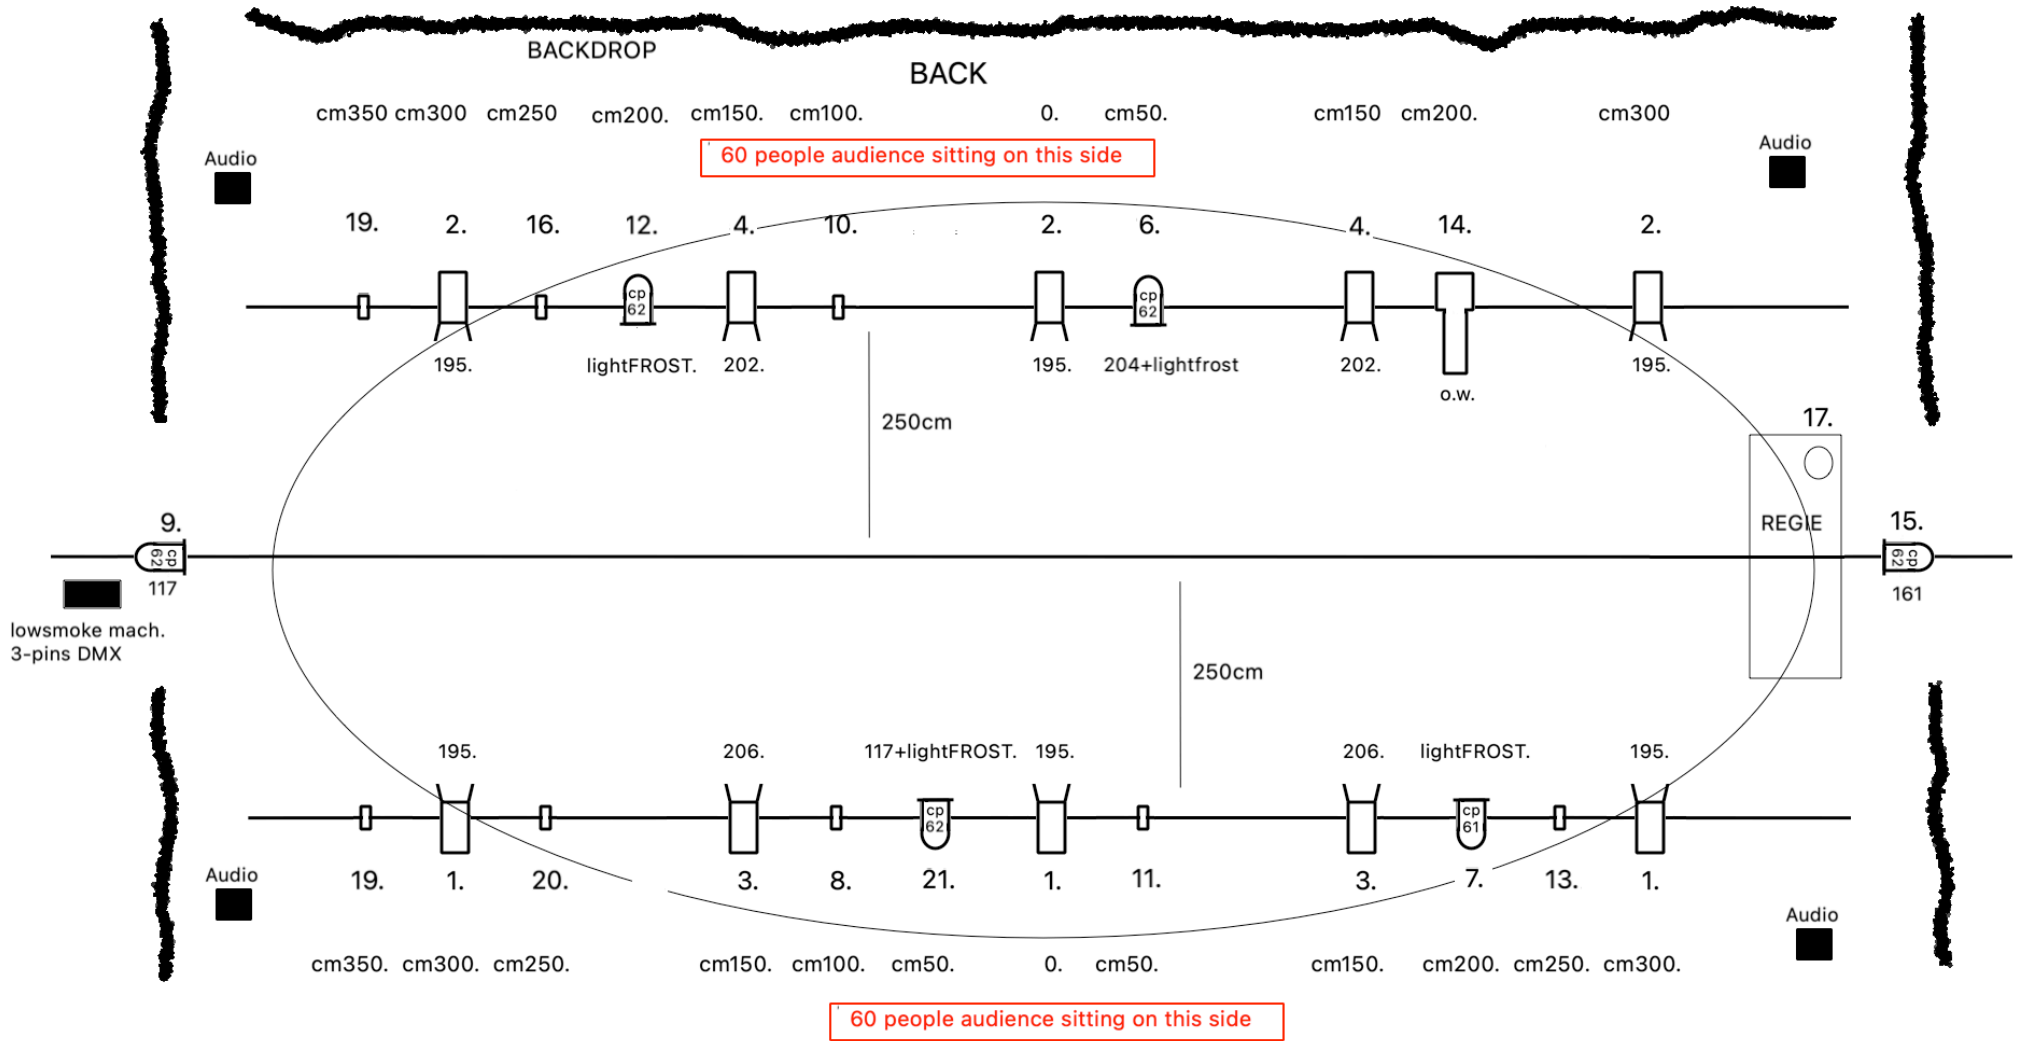 BACKDROP
BACK
cm350 cm300 cm250 cm200. cm150. cm100. 0. cm50. cm150 cm200. cm300
Audio
Audio
60 people audience sitting on this side
19. 2. 16. 12. 4. 10. 2. 6. 4. 14. 2.
cp
62
cp
62
195. lightFROST. 202. 195. 204+lightfrost 202. 195.
o.w.
250cm
17.
REGIE
9.
cp
62
117
15.
cp
62
161
lowsmoke mach.
3-pins DMX
250cm
195. 206. 117+lightFROST. 195. 206. lightFROST. 195.
cp
62
cp
61
19. 1. 20. 3. 8. 21. 1. 11. 3. 7. 13. 1.
Audio
Audio
cm350. cm300. cm250. cm150. cm100. cm50. 0. cm50. cm150. cm200. cm250. cm300.
60 people audience sitting on this side